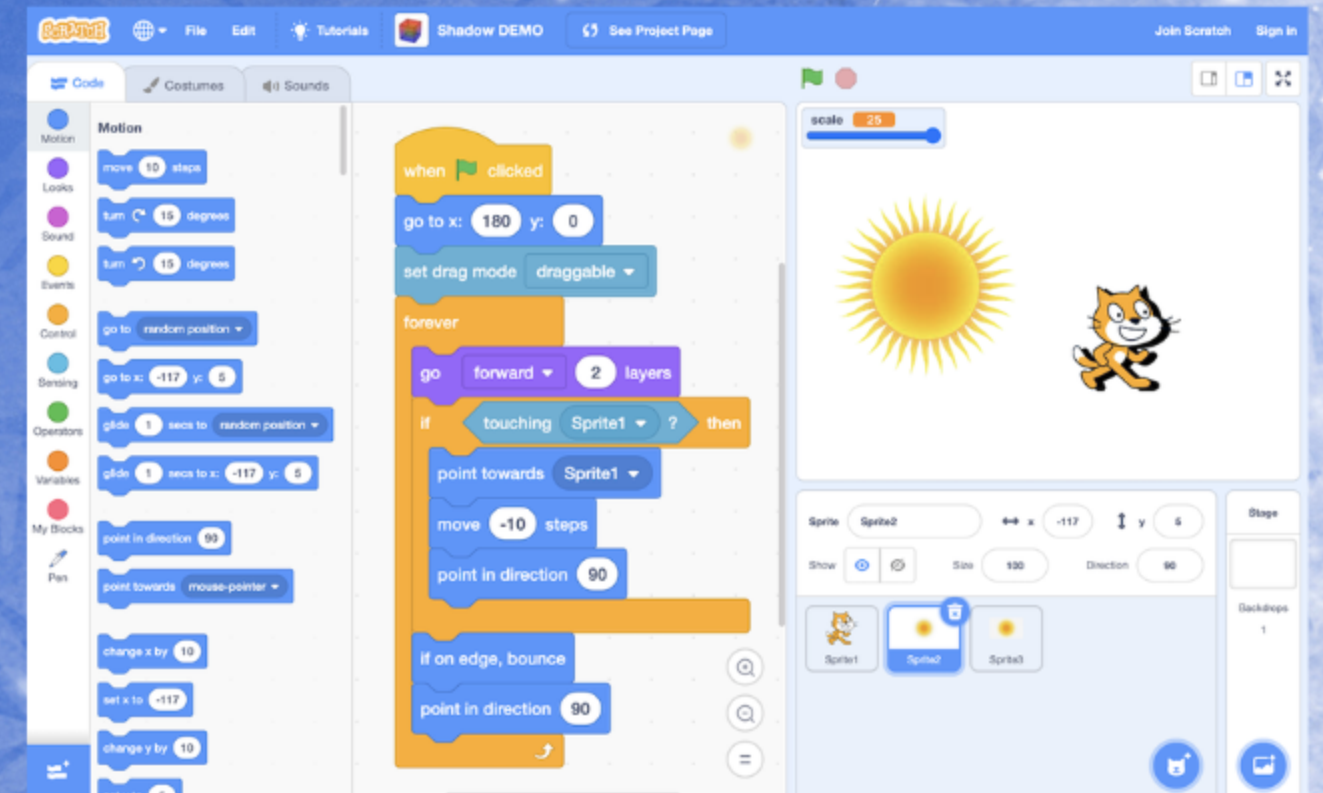 SCRATCH File Edit Tutorials Shadow DEMO See Project Page Join Scratch Sign in
Code Costumes Sounds
Motion
Looks
Sound
Events
Control
Sensing
Operators
Variables
My Blocks
Pen
Motion
move 10 steps
turn 15 degrees
turn 15 degrees
go to random position
go to x: -117 y: 5
glide 1 secs to random position
glide 1 secs to x: -117 y: 5
point in direction 90
point towards mouse-pointer
change x by 10
set x to -117
change y by 10
when clicked
go to x: 180 y: 0
set drag mode draggable
forever
go forward 2 layers
if touching Sprite1 ? then
point towards Sprite1
move -10 steps
point in direction 90
if on edge, bounce
point in direction 90
scale 25
Sprite Sprite2 x -117 y 5
Show Size 100 Direction 90
Sprite1 Sprite2 Sprite3
Stage
Backdrops
1